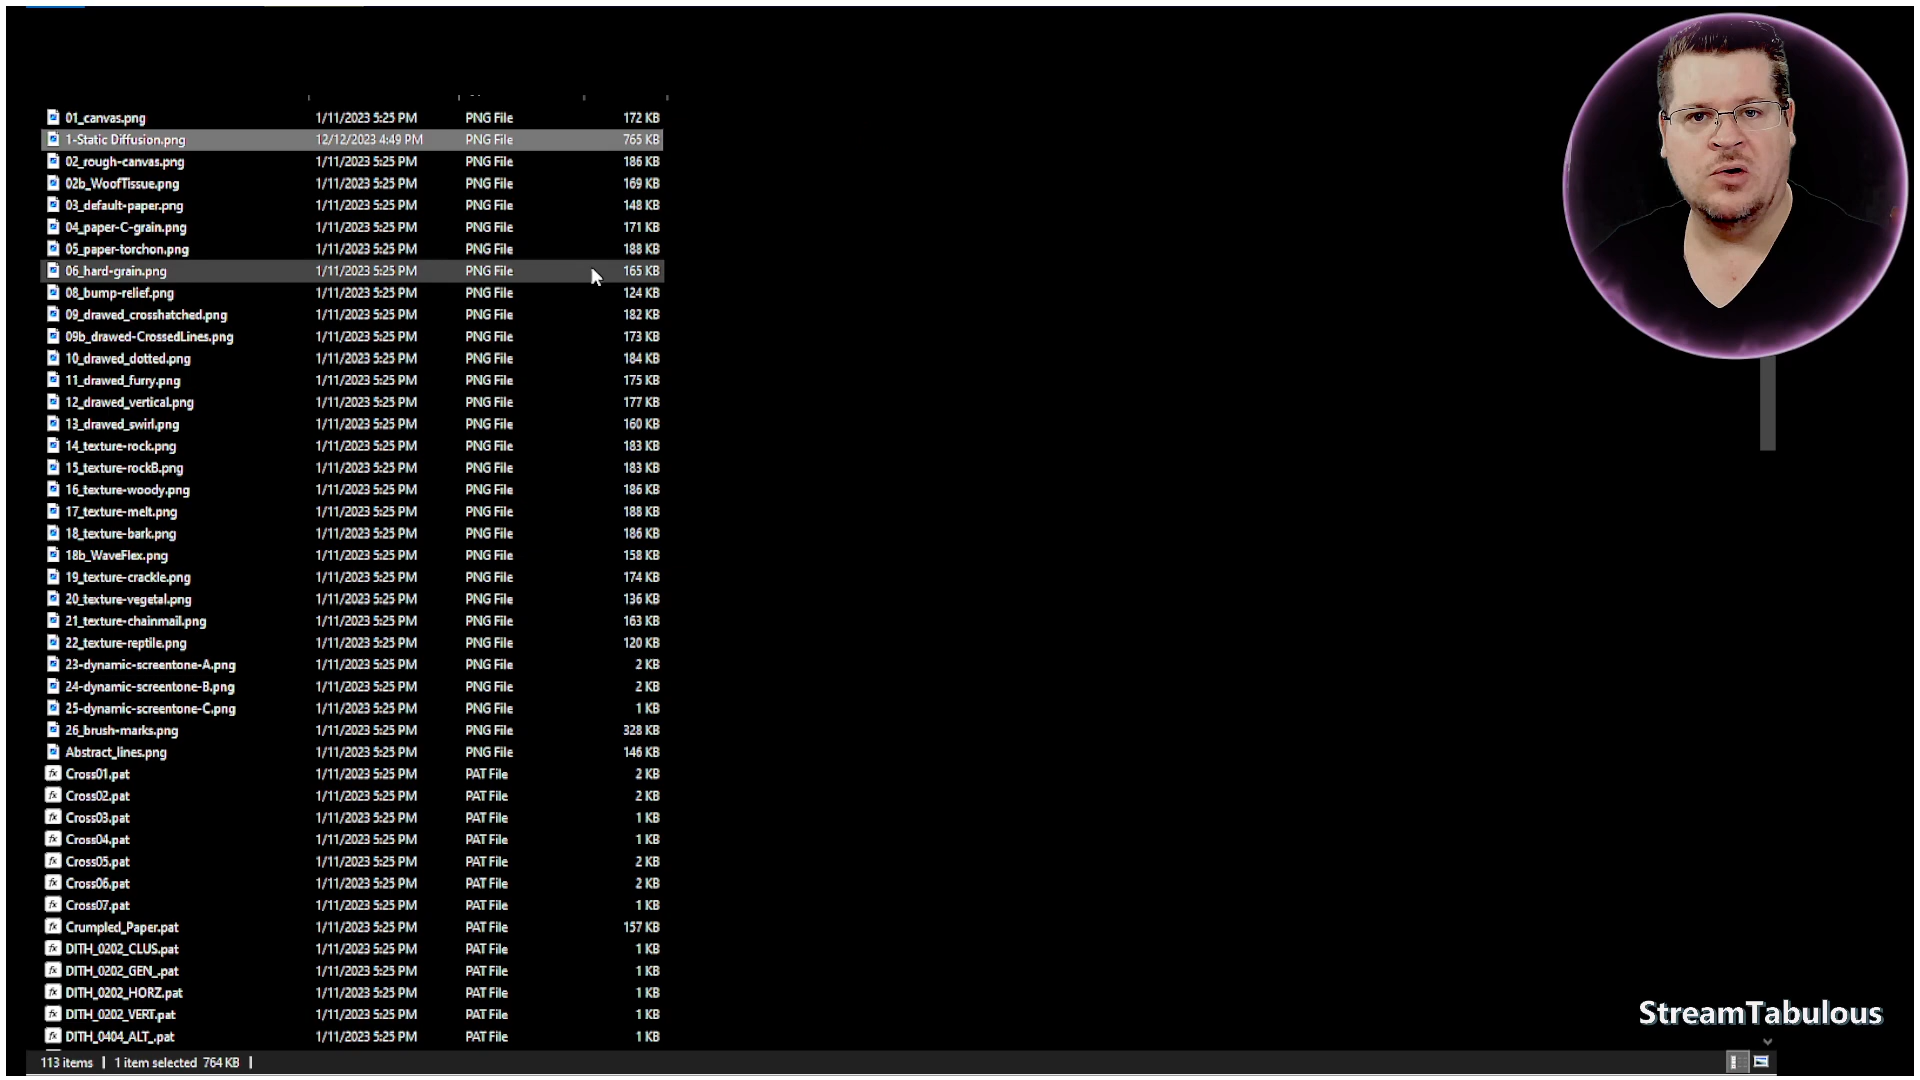 01_canvas.png 1/11/2023 5:25 PM PNG File 172 KB
1-Static Diffusion.png 12/12/2023 4:49 PM PNG File 765 KB
02_rough-canvas.png 1/11/2023 5:25 PM PNG File 186 KB
02b_WoofTissue.png 1/11/2023 5:25 PM PNG File 169 KB
03_default-paper.png 1/11/2023 5:25 PM PNG File 148 KB
04_paper-C-grain.png 1/11/2023 5:25 PM PNG File 171 KB
05_paper-torchon.png 1/11/2023 5:25 PM PNG File 188 KB
06_hard-grain.png 1/11/2023 5:25 PM PNG File 165 KB
08_bump-relief.png 1/11/2023 5:25 PM PNG File 124 KB
09_drawed_crosshatched.png 1/11/2023 5:25 PM PNG File 182 KB
09b_drawed-CrossedLines.png 1/11/2023 5:25 PM PNG File 173 KB
10_drawed_dotted.png 1/11/2023 5:25 PM PNG File 184 KB
11_drawed_furry.png 1/11/2023 5:25 PM PNG File 175 KB
12_drawed_vertical.png 1/11/2023 5:25 PM PNG File 177 KB
13_drawed_swirl.png 1/11/2023 5:25 PM PNG File 160 KB
14_texture-rock.png 1/11/2023 5:25 PM PNG File 183 KB
15_texture-rockB.png 1/11/2023 5:25 PM PNG File 183 KB
16_texture-woody.png 1/11/2023 5:25 PM PNG File 186 KB
17_texture-melt.png 1/11/2023 5:25 PM PNG File 188 KB
18_texture-bark.png 1/11/2023 5:25 PM PNG File 186 KB
18b_WaveFlex.png 1/11/2023 5:25 PM PNG File 158 KB
19_texture-crackle.png 1/11/2023 5:25 PM PNG File 174 KB
20_texture-vegetal.png 1/11/2023 5:25 PM PNG File 136 KB
21_texture-chainmail.png 1/11/2023 5:25 PM PNG File 163 KB
22_texture-reptile.png 1/11/2023 5:25 PM PNG File 120 KB
23-dynamic-screentone-A.png 1/11/2023 5:25 PM PNG File 2 KB
24-dynamic-screentone-B.png 1/11/2023 5:25 PM PNG File 2 KB
25-dynamic-screentone-C.png 1/11/2023 5:25 PM PNG File 1 KB
26_brush-marks.png 1/11/2023 5:25 PM PNG File 328 KB
Abstract_lines.png 1/11/2023 5:25 PM PNG File 146 KB
Cross01.pat 1/11/2023 5:25 PM PAT File 2 KB
Cross02.pat 1/11/2023 5:25 PM PAT File 2 KB
Cross03.pat 1/11/2023 5:25 PM PAT File 1 KB
Cross04.pat 1/11/2023 5:25 PM PAT File 1 KB
Cross05.pat 1/11/2023 5:25 PM PAT File 2 KB
Cross06.pat 1/11/2023 5:25 PM PAT File 2 KB
Cross07.pat 1/11/2023 5:25 PM PAT File 1 KB
Crumpled_Paper.pat 1/11/2023 5:25 PM PAT File 157 KB
DITH_0202_CLUS.pat 1/11/2023 5:25 PM PAT File 1 KB
DITH_0202_GEN_.pat 1/11/2023 5:25 PM PAT File 1 KB
DITH_0202_HORZ.pat 1/11/2023 5:25 PM PAT File 1 KB
DITH_0202_VERT.pat 1/11/2023 5:25 PM PAT File 1 KB
DITH_0404_ALT_.pat 1/11/2023 5:25 PM PAT File 1 KB
StreamTabulous
113 items | 1 item selected 764 KB |